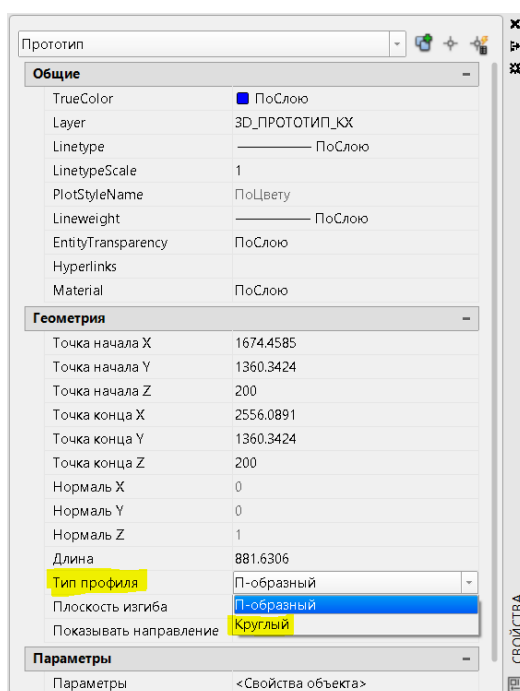 Прототип
Общие
TrueColor ПоСлою
Layer 3D_ПРОТОТИП_КХ
Linetype ПоСлою
LinetypeScale 1
PlotStyleName ПоЦвету
Lineweight ПоСлою
EntityTransparency ПоСлою
Hyperlinks
Material ПоСлою
Геометрия
Точка начала X 1674.4585
Точка начала Y 1360.3424
Точка начала Z 200
Точка конца X 2556.0891
Точка конца Y 1360.3424
Точка конца Z 200
Нормаль X 0
Нормаль Y 0
Нормаль Z 1
Длина 881.6306
Тип профиля П-образный
Плоскость изгиба П-образный
Показывать направление Круглый
Параметры
Параметры <Свойства объекта>
СВОЙСТВА